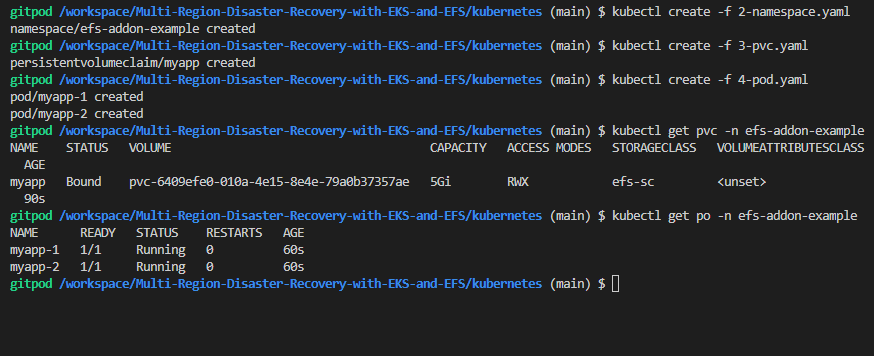 gitpod /workspace/Multi-Region-Disaster-Recovery-with-EKS-and-EFS/kubernetes (main) $ kubectl create -f 2-namespace.yaml
namespace/efs-addon-example created
gitpod /workspace/Multi-Region-Disaster-Recovery-with-EKS-and-EFS/kubernetes (main) $ kubectl create -f 3-pvc.yaml
persistentvolumeclaim/myapp created
gitpod /workspace/Multi-Region-Disaster-Recovery-with-EKS-and-EFS/kubernetes (main) $ kubectl create -f 4-pod.yaml
pod/myapp-1 created
pod/myapp-2 created
gitpod /workspace/Multi-Region-Disaster-Recovery-with-EKS-and-EFS/kubernetes (main) $ kubectl get pvc -n efs-addon-example
NAME    STATUS   VOLUME                                     CAPACITY   ACCESS MODES   STORAGECLASS   VOLUMEATTRIBUTESCLASS
  AGE
myapp   Bound    pvc-6409efe0-010a-4e15-8e4e-79a0b37357ae   5Gi        RWX            efs-sc         <unset>
  90s
gitpod /workspace/Multi-Region-Disaster-Recovery-with-EKS-and-EFS/kubernetes (main) $ kubectl get po -n efs-addon-example
NAME      READY   STATUS    RESTARTS   AGE
myapp-1   1/1     Running   0          60s
myapp-2   1/1     Running   0          60s
gitpod /workspace/Multi-Region-Disaster-Recovery-with-EKS-and-EFS/kubernetes (main) $